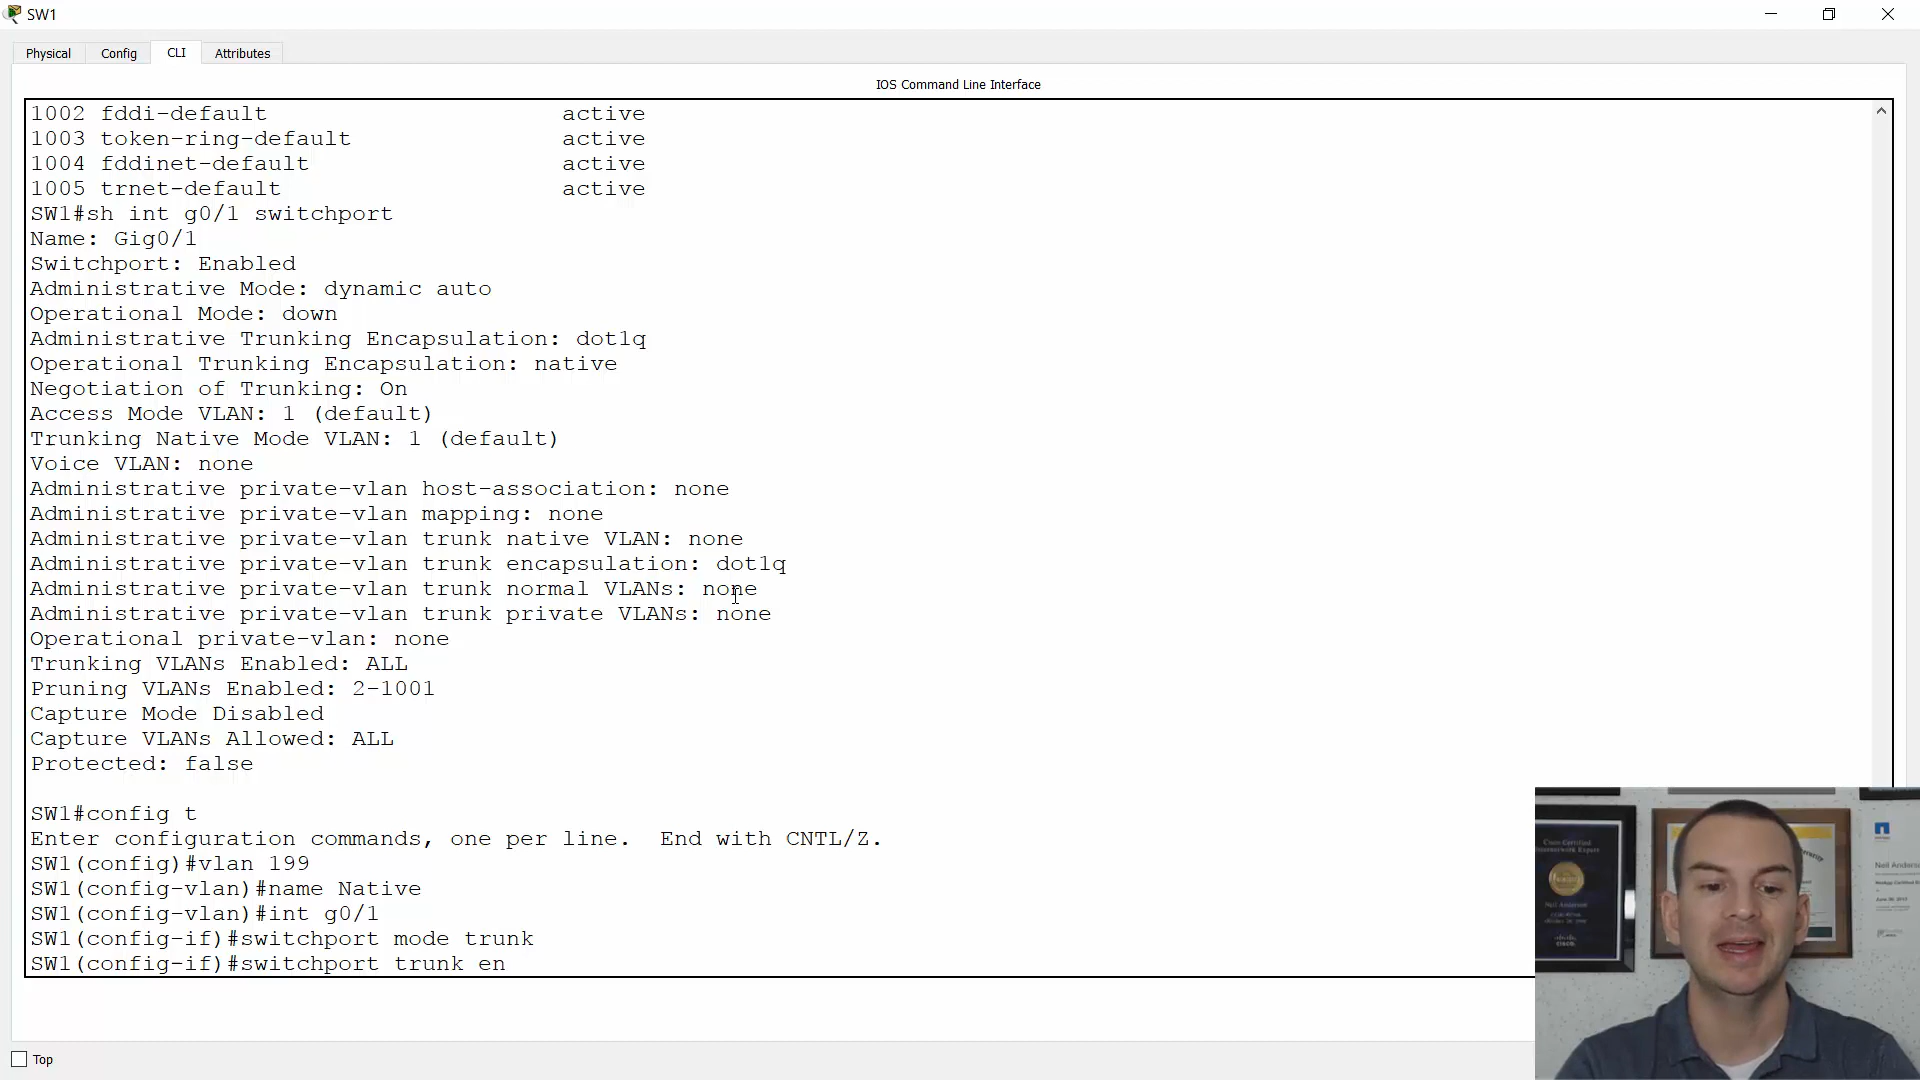 SW1
Physical
Config
CLI
Attributes
IOS Command Line Interface
1002 fddi-default active
1003 token-ring-default active
1004 fddinet-default active
1005 trnet-default active
SW1#sh int g0/1 switchport
Name: Gig0/1
Switchport: Enabled
Administrative Mode: dynamic auto
Operational Mode: down
Administrative Trunking Encapsulation: dot1q
Operational Trunking Encapsulation: native
Negotiation of Trunking: On
Access Mode VLAN: 1 (default)
Trunking Native Mode VLAN: 1 (default)
Voice VLAN: none
Administrative private-vlan host-association: none
Administrative private-vlan mapping: none
Administrative private-vlan trunk native VLAN: none
Administrative private-vlan trunk encapsulation: dot1q
Administrative private-vlan trunk normal VLANs: none
Administrative private-vlan trunk private VLANs: none
Operational private-vlan: none
Trunking VLANs Enabled: ALL
Pruning VLANs Enabled: 2-1001
Capture Mode Disabled
Capture VLANs Allowed: ALL
Protected: false
SW1#config t
Enter configuration commands, one per line. End with CNTL/Z.
SW1(config)#vlan 199
SW1(config-vlan)#name Native
SW1(config-vlan)#int g0/1
SW1(config-if)#switchport mode trunk
SW1(config-if)#switchport trunk en
Top
Cisco Certified
Internetwork Expert
Neil Anderson
CISCO